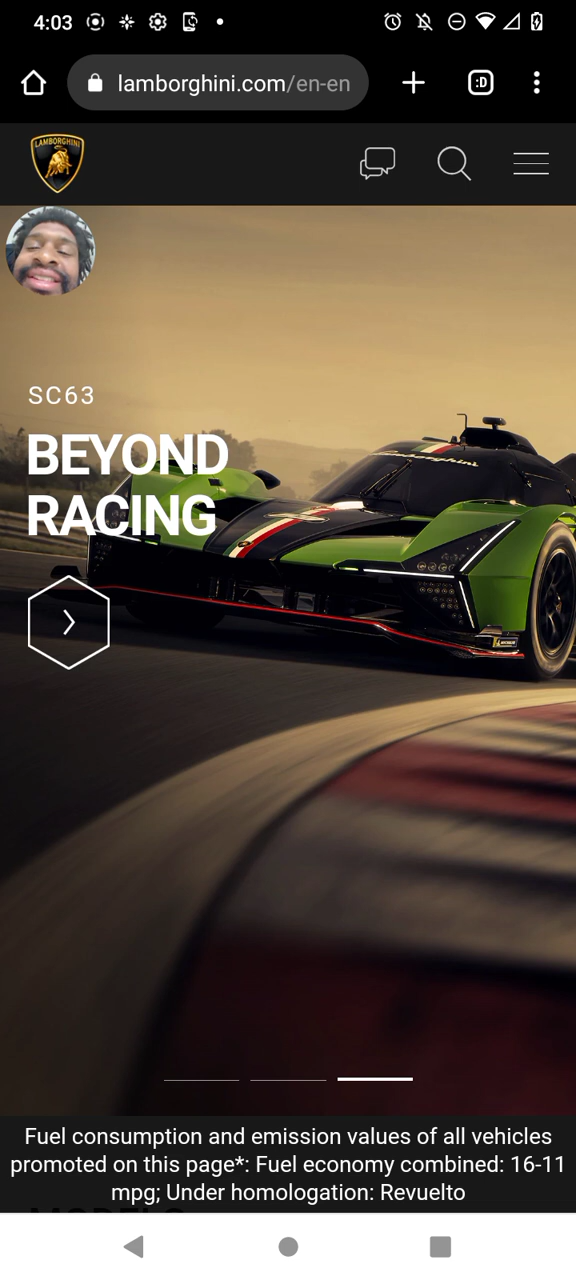 4:03
:D
lamborghini.com/en-en
LAMBORGHINI
SC63
BEYOND
RACING
Lamborghini
Fuel consumption and emission values of all vehicles
promoted on this page*: Fuel economy combined: 16-11
mpg; Under homologation: Revuelto